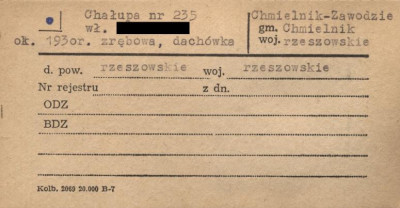 Chałupa nr 235
wł.
ok. 193or. zrębowa, dachówka
Chmielnik-Zawodzie
gm. Chmielnik
woj. rzeszowskie
d. pow. rzeszowskie woj. rzeszowskie
Nr rejestru z dn.
ODZ
BDZ
Kolb. 2060 20.000 B-7